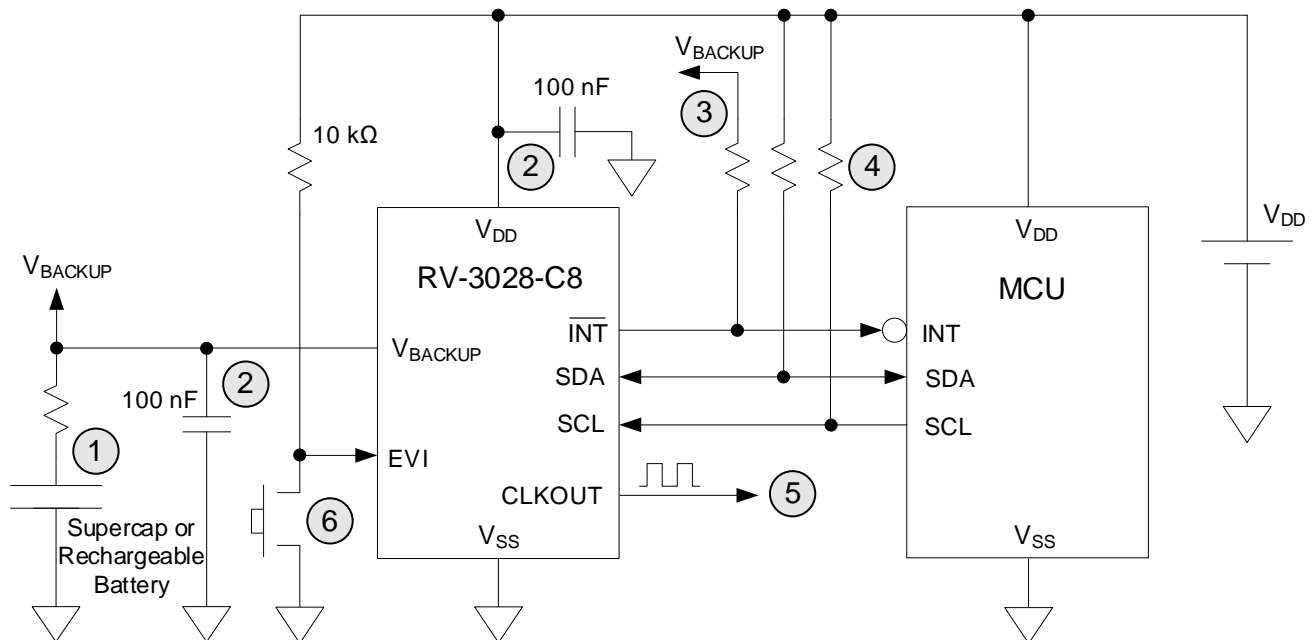 V_BACKUP
3
100 nF
10 kΩ
2
4
V_DD
V_DD
V_DD
RV-3028-C8
MCU
V_BACKUP
I̅N̅T̅
INT
V_BACKUP
SDA
SDA
100 nF
2
SCL
SCL
1
EVI
CLKOUT
5
Supercap or
Rechargeable
Battery
6
V_SS
V_SS